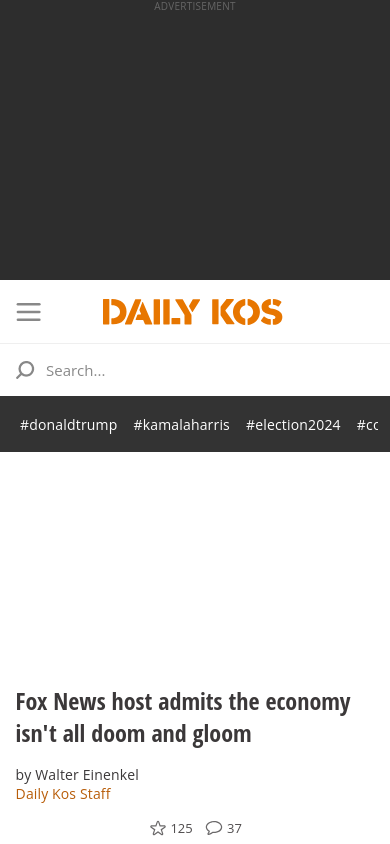 ADVERTISEMENT
DAILY KOS
Search...
#donaldtrump #kamalaharris #election2024 #cc
Fox News host admits the economy
isn't all doom and gloom
by Walter Einenkel
Daily Kos Staff
125 37